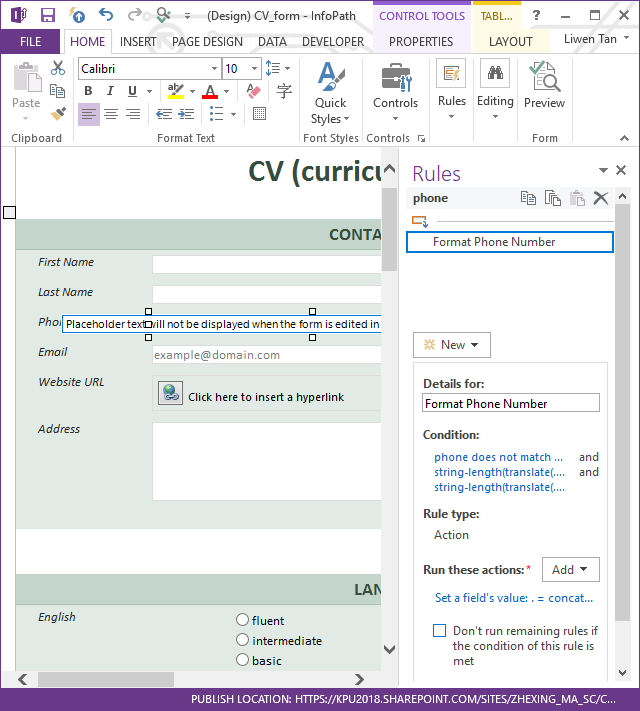 (Design) CV_form - InfoPath
CONTROL TOOLS
TABL...
?
FILE
HOME
INSERT
PAGE DESIGN
DATA
DEVELOPER
PROPERTIES
LAYOUT
Liwen Tan
Paste
Clipboard
Calibri
10
B I U
ab
A
字
Format Text
Quick
Styles
Font Styles
Controls
Controls
Rules
Editing
Preview
Form
CV (curricu
CONTA
First Name
Last Name
Phon
Placeholder text will not be displayed when the form is edited in
Email
example@domain.com
Website URL
Click here to insert a hyperlink
Address
LAN
English
fluent
intermediate
basic
Rules
phone
Format Phone Number
New
Details for:
Format Phone Number
Condition:
phone does not match ... and
string-length(translate(.... and
string-length(translate(....
Rule type:
Action
Run these actions:*
Add
Set a field's value: . = concat...
Don't run remaining rules if
the condition of this rule is
met
PUBLISH LOCATION: HTTPS://KPU2018.SHAREPOINT.COM/SITES/ZHEXING_MA_SC/C...